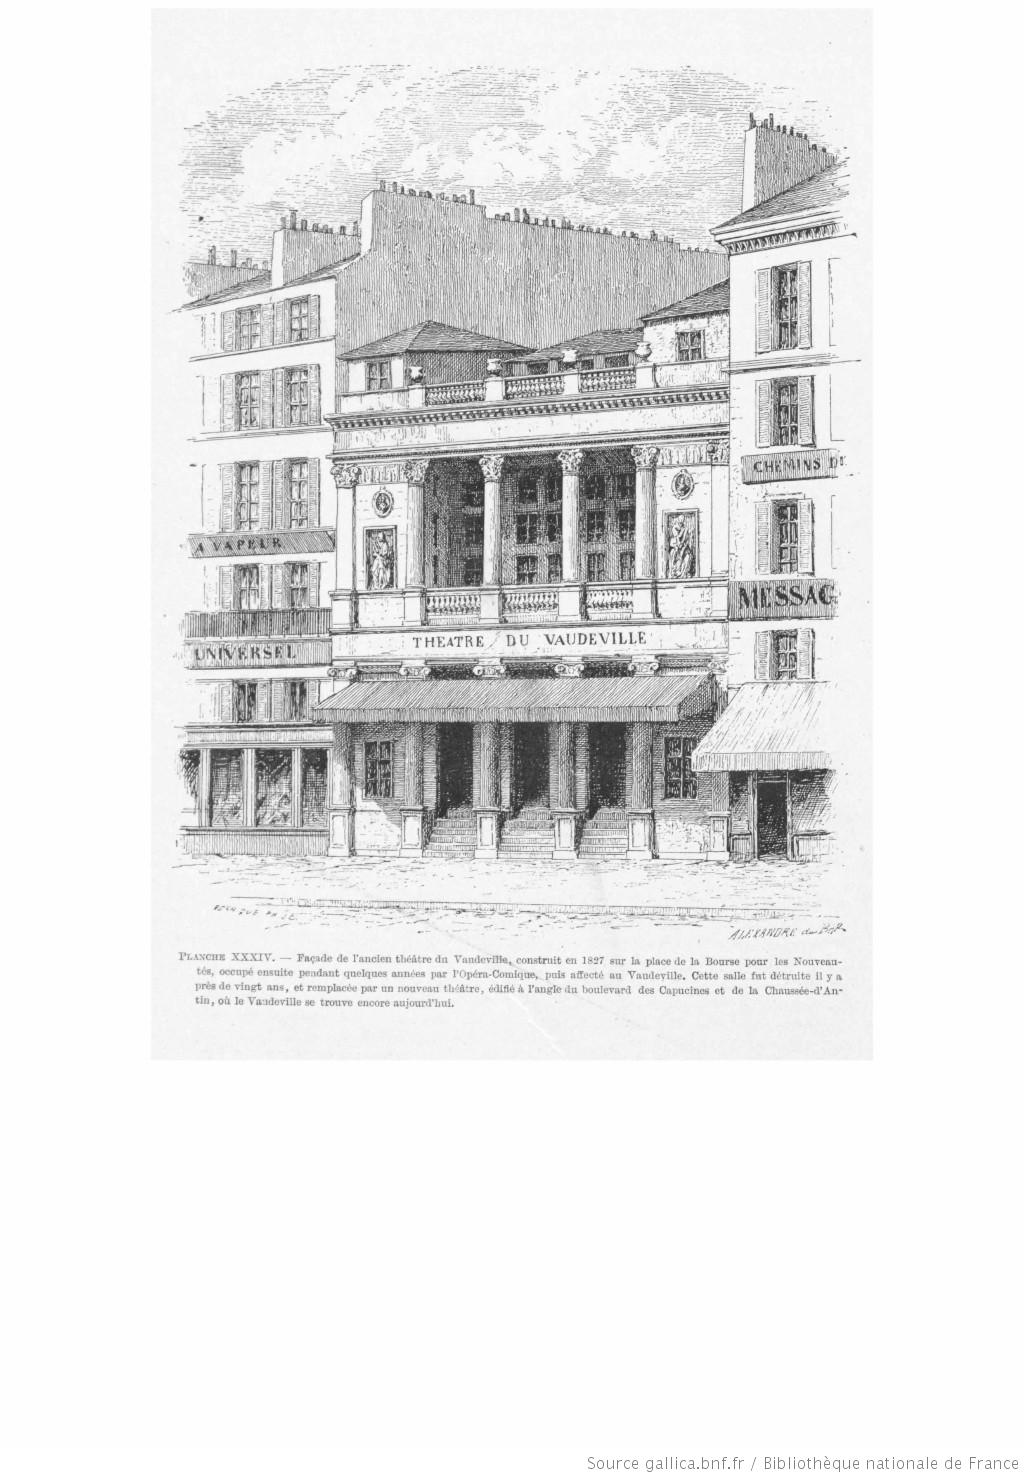 CHEMINS DE
A VAPEUR
MESSAG
THEATRE DU VAUDEVILLE
UNIVERSEL
ALEXANDRE
PLANCHE XXXIV. — Façade de l'ancien théâtre du Vaudeville, construit en 1827 sur la place de la Bourse pour les Nouveau-
tés, occupé ensuite pendant quelques années par l'Opéra-Comique, puis affecté au Vaudeville. Cette salle fut détruite il y a
près de vingt ans, et remplacée par un nouveau théâtre, édifié à l'angle du boulevard des Capucines et de la Chaussée-d'An-
tin, où le Vaudeville se trouve encore aujourd'hui.
Source gallica.bnf.fr / Bibliothèque nationale de France